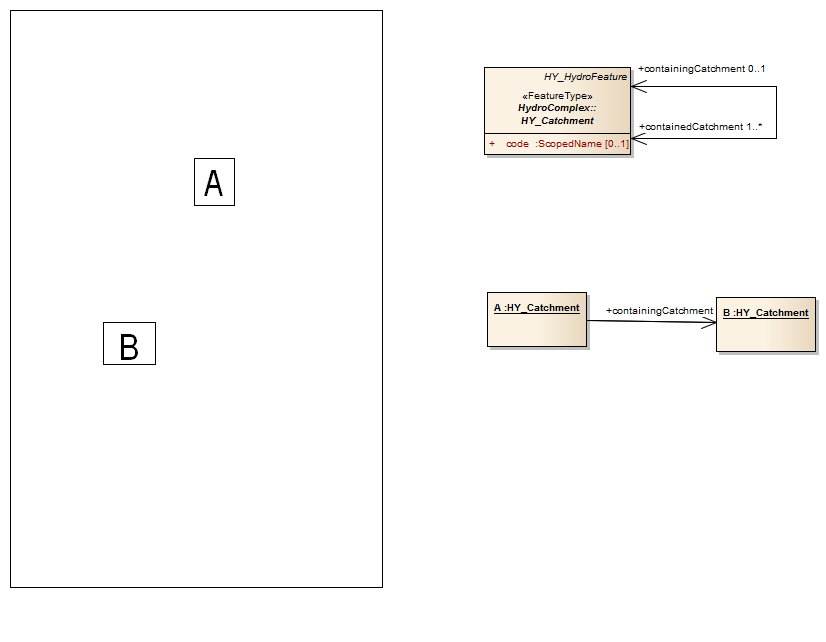 A
B
HY_HydroFeature
«FeatureType»
HydroComplex::
HY_Catchment
+ code :ScopedName [0..1]
+containingCatchment 0..1
+containedCatchment 1..*
A :HY_Catchment
+containingCatchment
B :HY_Catchment